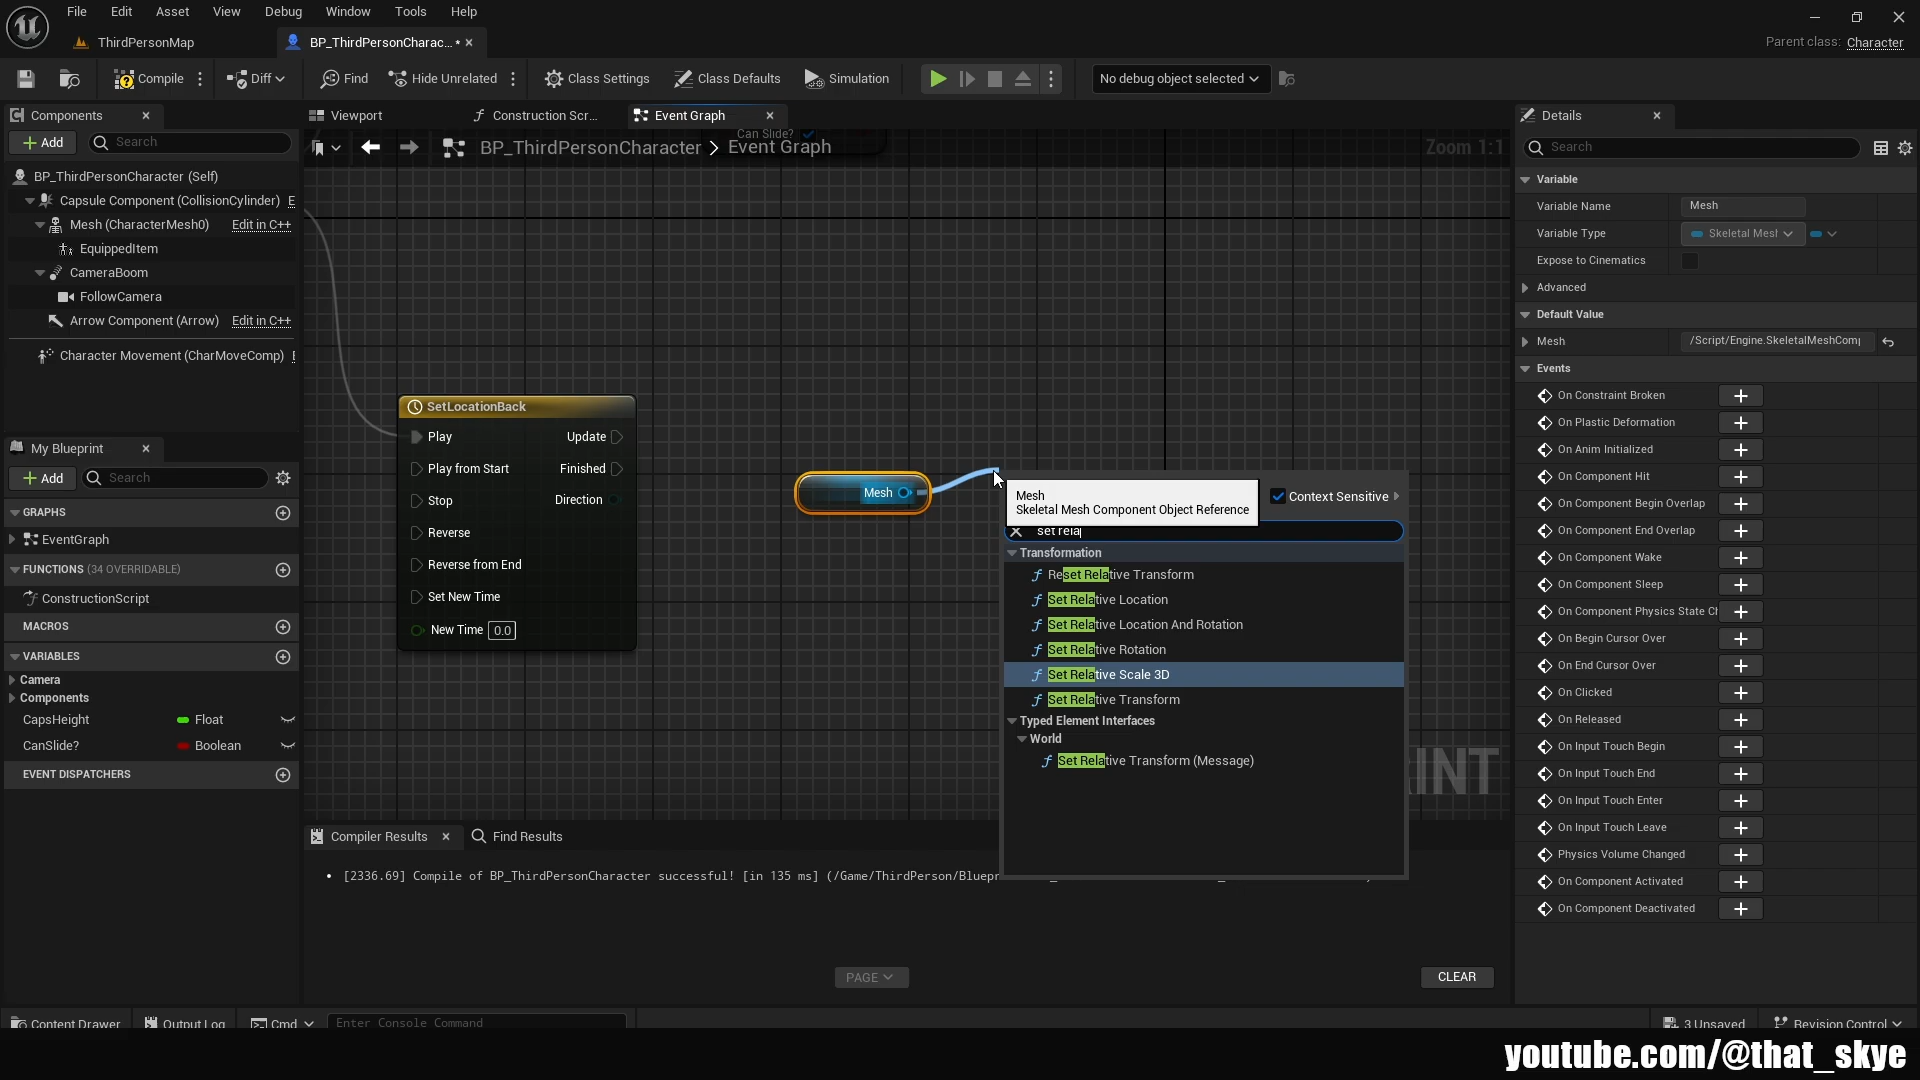 File Edit Asset View Debug Window Tools Help
ThirdPersonMap
BP_ThirdPersonCharac... *
Parent class: Character
Compile
Diff
Find
Hide Unrelated
Class Settings
Class Defaults
Simulation
No debug object selected
Components
Add
Search
BP_ThirdPersonCharacter (Self)
Capsule Component (CollisionCylinder) E
Mesh (CharacterMesh0) Edit in C++
EquippedItem
CameraBoom
FollowCamera
Arrow Component (Arrow) Edit in C++
Character Movement (CharMoveComp)
My Blueprint
Add
Search
GRAPHS
EventGraph
FUNCTIONS (34 OVERRIDABLE)
ConstructionScript
MACROS
VARIABLES
Camera
Components
CapsHeight Float
CanSlide? Boolean
EVENT DISPATCHERS
Viewport
Construction Scr...
Event Graph
Can Slide?
BP_ThirdPersonCharacter > Event Graph
Zoom 1:1
SetLocationBack
Play Update
Play from Start Finished
Stop Direction
Reverse
Reverse from End
Set New Time
New Time 0.0
Mesh
Mesh
Skeletal Mesh Component Object Reference
Context Sensitive
set rela
Transformation
Reset Relative Transform
Set Relative Location
Set Relative Location And Rotation
Set Relative Rotation
Set Relative Scale 3D
Set Relative Transform
Typed Element Interfaces
World
Set Relative Transform (Message)
INT
Compiler Results
Find Results
• [2336.69] Compile of BP_ThirdPersonCharacter successful! [in 135 ms] (/Game/ThirdPerson/Bluepr
PAGE
CLEAR
Details
Search
Variable
Variable Name Mesh
Variable Type Skeletal Mesl
Expose to Cinematics
Advanced
Default Value
Mesh /Script/Engine.SkeletalMeshComp
Events
On Constraint Broken
On Plastic Deformation
On Anim Initialized
On Component Hit
On Component Begin Overlap
On Component End Overlap
On Component Wake
On Component Sleep
On Component Physics State Cl
On Begin Cursor Over
On End Cursor Over
On Clicked
On Released
On Input Touch Begin
On Input Touch End
On Input Touch Enter
On Input Touch Leave
Physics Volume Changed
On Component Activated
On Component Deactivated
Content Drawer
Output Log
Cmd
Enter Console Command
3 Unsaved
Revision Control
youtube.com/@that_skye